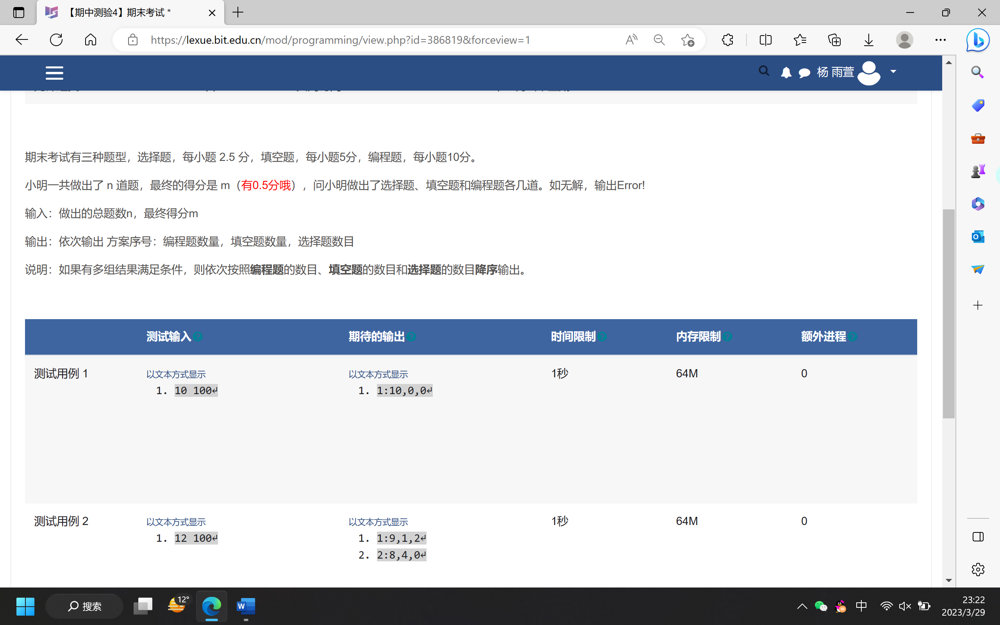 【期中测验4】期末考试 *
https://lexue.bit.edu.cn/mod/programming/view.php?id=386819&forceview=1
杨 雨萱
期末考试有三种题型，选择题，每小题 2.5 分，填空题，每小题5分，编程题，每小题10分。
小明一共做出了 n 道题，最终的得分是 m（有0.5分哦），问小明做出了选择题、填空题和编程题各几道。如无解，输出Error!
输入：做出的总题数n，最终得分m
输出：依次输出 方案序号：编程题数量，填空题数量，选择题数目
说明：如果有多组结果满足条件，则依次按照编程题的数目、填空题的数目和选择题的数目降序输出。
测试输入 期待的输出 时间限制 内存限制 额外进程
测试用例 1 以文本方式显示 以文本方式显示 1秒 64M 0
1. 10 100↵ 1. 1:10,0,0↵
测试用例 2 以文本方式显示 以文本方式显示 1秒 64M 0
1. 12 100↵ 1. 1:9,1,2↵
2. 2:8,4,0↵
搜索
12°
中
23:22
2023/3/29